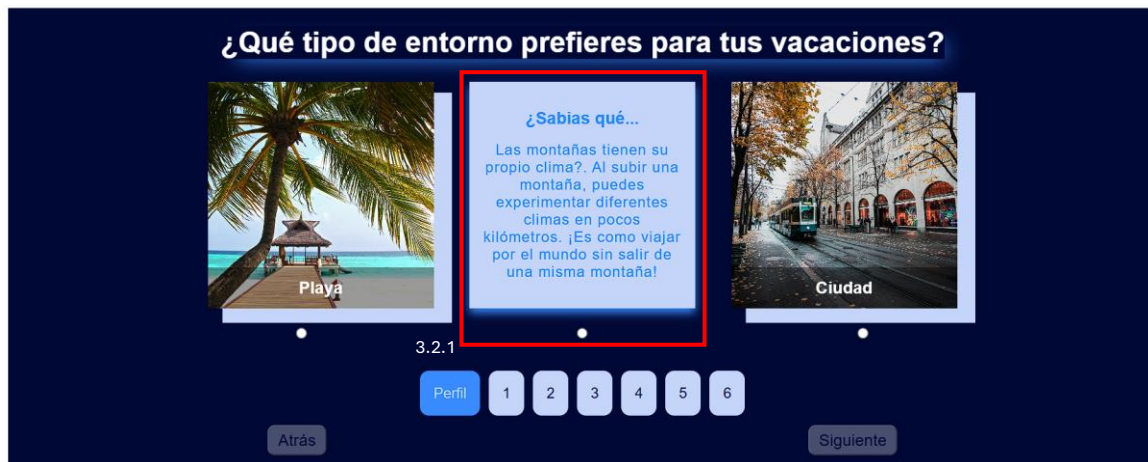 ¿Qué tipo de entorno prefieres para tus vacaciones?
¿Sabias qué...
Las montañas tienen su
propio clima?. Al subir una
montaña, puedes
experimentar diferentes
climas en pocos
kilómetros. ¡Es como viajar
por el mundo sin salir de
una misma montaña!
Playa
Ciudad
3.2.1
Perfil 1 2 3 4 5 6
Atrás Siguiente